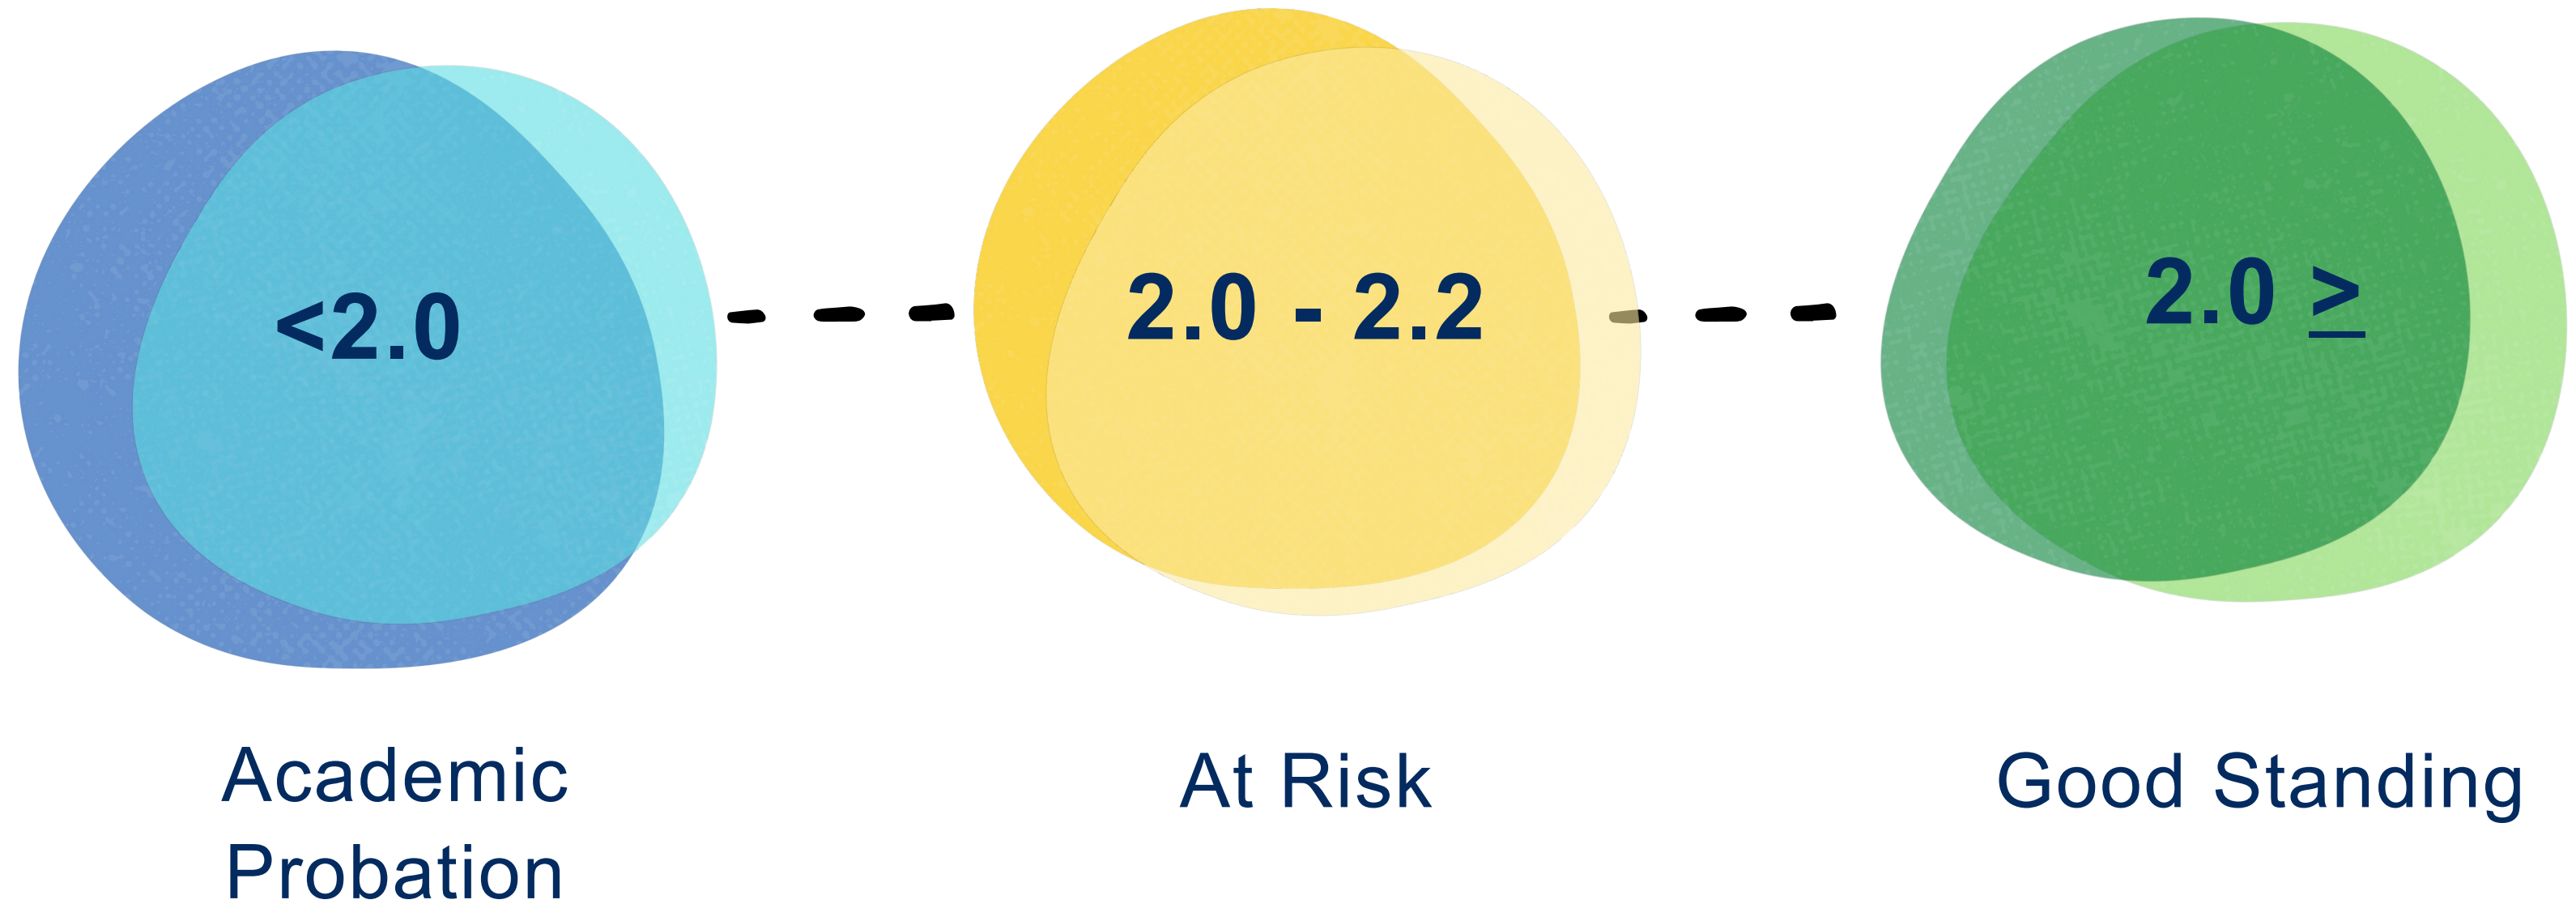 <2.0
2.0 - 2.2
2.0 ≥
Academic
Probation
At Risk
Good Standing